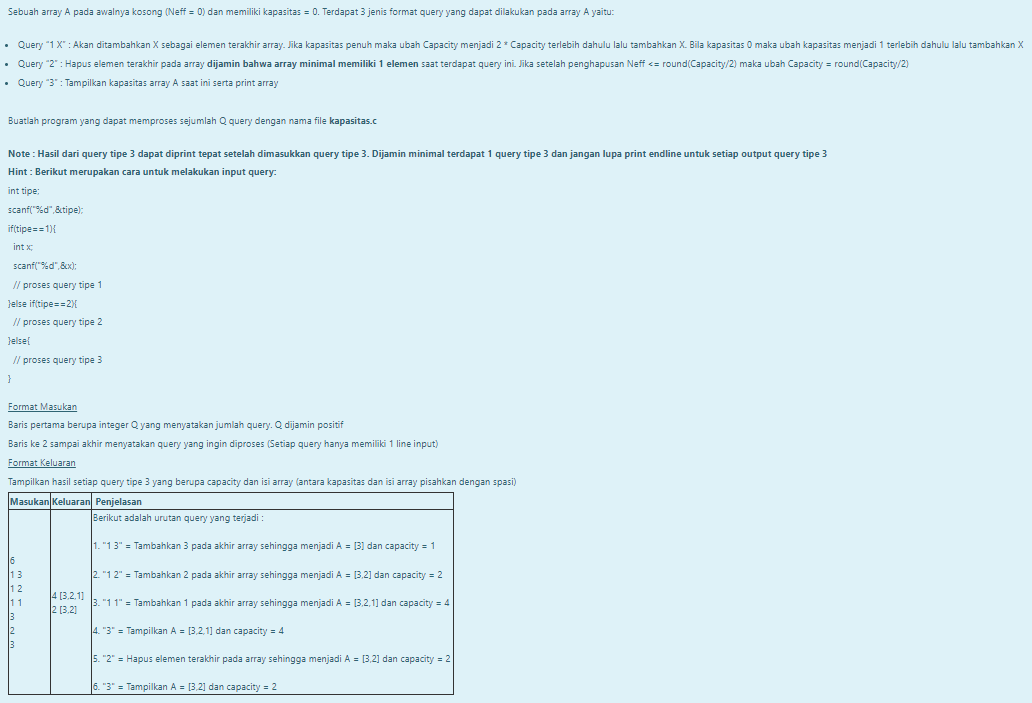 Sebuah array A pada awalnya kosong (Neff = 0) dan memiliki kapasitas = 0. Terdapat 3 jenis format query yang dapat dilakukan pada array A yaitu:
• Query "1 X" : Akan ditambahkan X sebagai elemen terakhir array. Jika kapasitas penuh maka ubah Capacity menjadi 2 * Capacity terlebih dahulu lalu tambahkan X. Bila kapasitas 0 maka ubah kapasitas menjadi 1 terlebih dahulu lalu tambahkan X
• Query "2" : Hapus elemen terakhir pada array dijamin bahwa array minimal memiliki 1 elemen saat terdapat query ini. Jika setelah penghapusan Neff <= round(Capacity/2) maka ubah Capacity = round(Capacity/2)
• Query "3" : Tampilkan kapasitas array A saat ini serta print array
Buatlah program yang dapat memproses sejumlah Q query dengan nama file kapasitas.c
Note : Hasil dari query tipe 3 dapat diprint tepat setelah dimasukkan query tipe 3. Dijamin minimal terdapat 1 query tipe 3 dan jangan lupa print endline untuk setiap output query tipe 3
Hint : Berikut merupakan cara untuk melakukan input query:
int tipe;
scanf("%d",&tipe);
if(tipe==1){
int x;
scanf("%d",&x);
// proses query tipe 1
}else if(tipe==2){
// proses query tipe 2
}else{
// proses query tipe 3
}
Format Masukan
Baris pertama berupa integer Q yang menyatakan jumlah query. Q dijamin positif
Baris ke 2 sampai akhir menyatakan query yang ingin diproses (Setiap query hanya memiliki 1 line input)
Format Keluaran
Tampilkan hasil setiap query tipe 3 yang berupa capacity dan isi array (antara kapasitas dan isi array pisahkan dengan spasi)
Masukan Keluaran Penjelasan
6
1 3
1 2
1 1
3
2
3
4 [3,2,1]
2 [3,2]
Berikut adalah urutan query yang terjadi :
1. "1 3" = Tambahkan 3 pada akhir array sehingga menjadi A = [3] dan capacity = 1
2. "1 2" = Tambahkan 2 pada akhir array sehingga menjadi A = [3,2] dan capacity = 2
3. "1 1" = Tambahkan 1 pada akhir array sehingga menjadi A = [3,2,1] dan capacity = 4
4. "3" = Tampilkan A = [3,2,1] dan capacity = 4
5. "2" = Hapus elemen terakhir pada array sehingga menjadi A = [3,2] dan capacity = 2
6. "3" = Tampilkan A = [3,2] dan capacity = 2